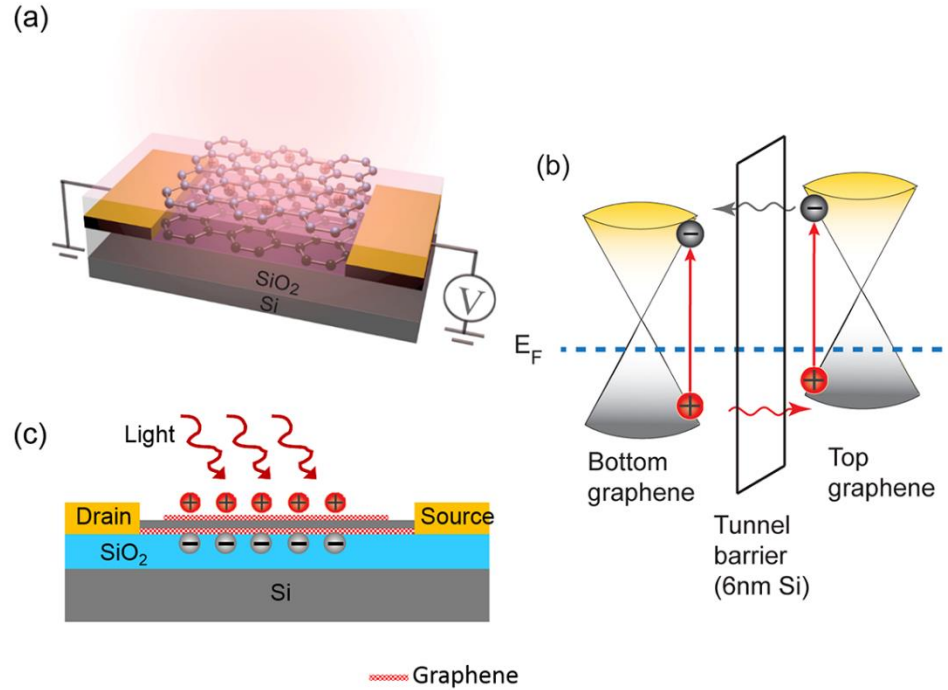 (a)
SiO2
Si
V
(b)
EF
Bottom
graphene
Top
graphene
Tunnel
barrier
(6nm Si)
(c)
Light
Drain
Source
SiO2
Si
Graphene